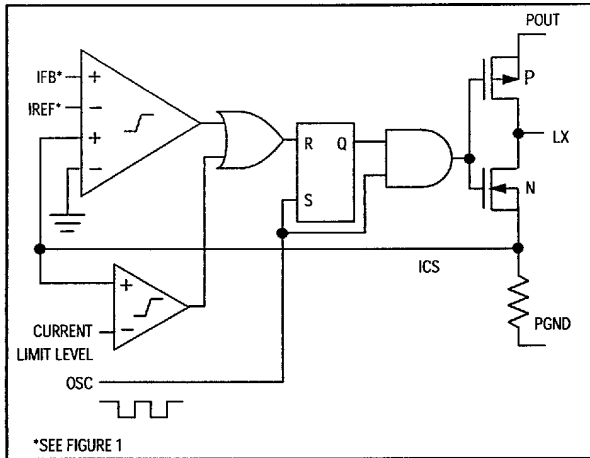 POUT
IFB*
+
P
IREF*
−
+
R
Q
LX
−
S
N
ICS
+
CURRENT
LIMIT LEVEL
−
PGND
OSC
*SEE FIGURE 1